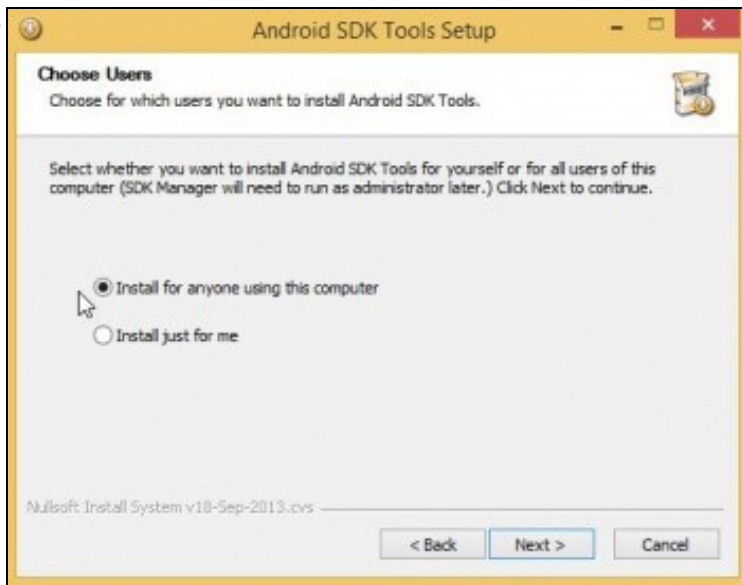 Android SDK Tools Setup
Choose Users
Choose for which users you want to install Android SDK Tools.
Select whether you want to install Android SDK Tools for yourself or for all users of this
computer (SDK Manager will need to run as administrator later.) Click Next to continue.
Install for anyone using this computer
Install just for me
Nullsoft Install System v18-Sep-2013.cvs
< Back Next > Cancel